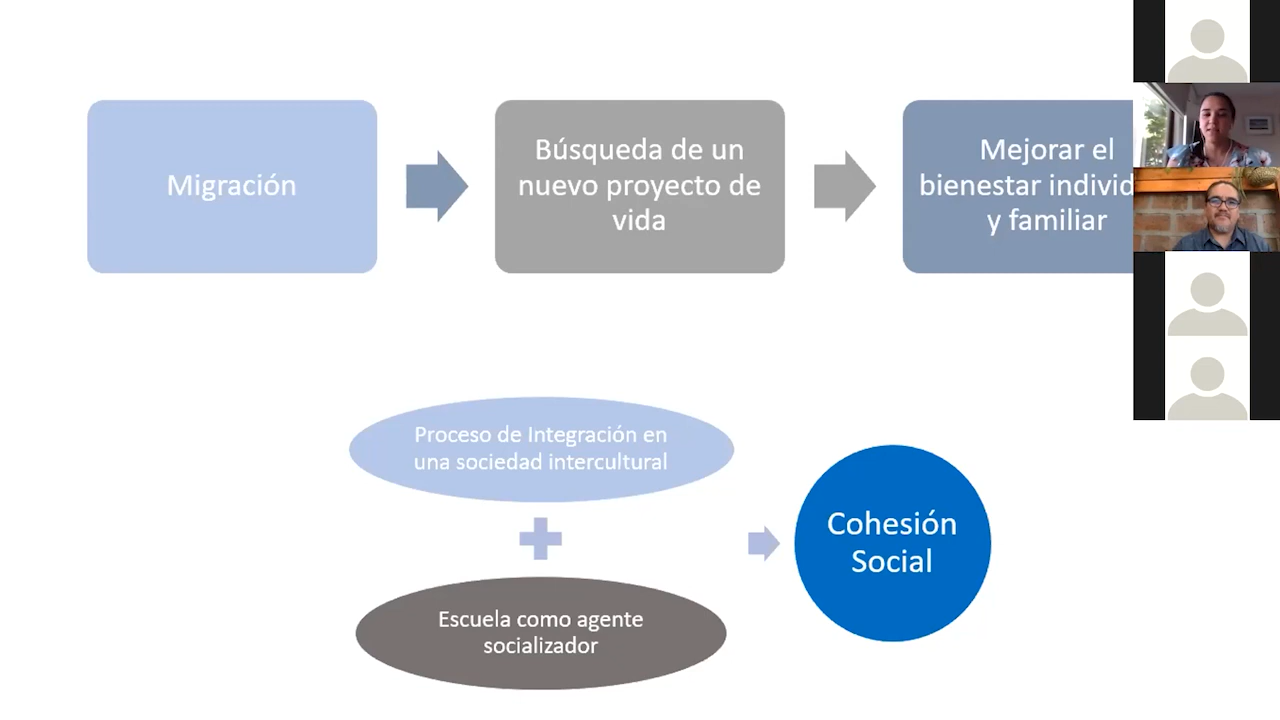 Migración
Búsqueda de un
nuevo proyecto de
vida
Mejorar el
bienestar
y familiar
Proceso de Integración en
una sociedad intercultural
Escuela como agente
socializador
Cohesión
Social